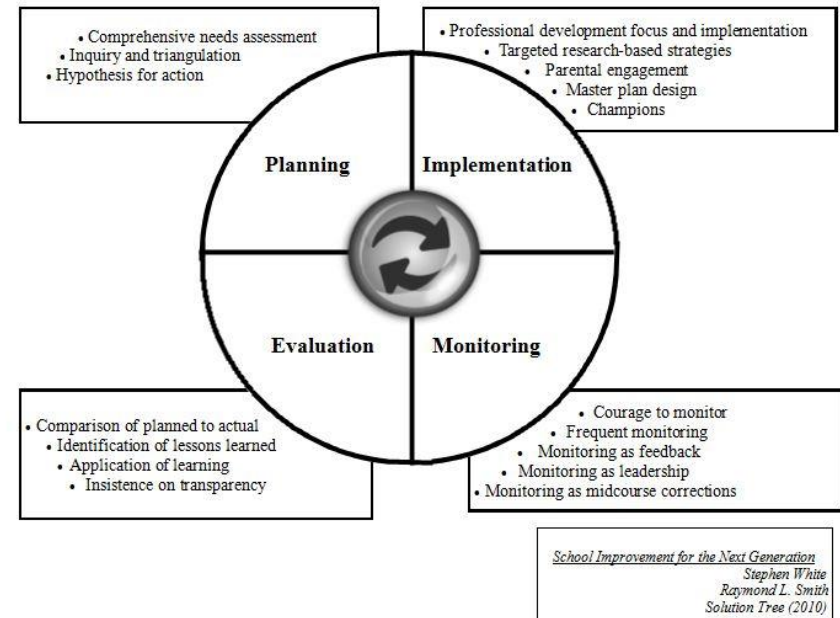 • Comprehensive needs assessment
• Inquiry and triangulation
• Hypothesis for action
• Professional development focus and implementation
• Targeted research-based strategies
• Parental engagement
• Master plan design
• Champions
Planning
Implementation
Evaluation
Monitoring
• Comparison of planned to actual
• Identification of lessons learned
• Application of learning
• Insistence on transparency
• Courage to monitor
• Frequent monitoring
• Monitoring as feedback
• Monitoring as leadership
• Monitoring as midcourse corrections
School Improvement for the Next Generation
Stephen White
Raymond L. Smith
Solution Tree (2010)